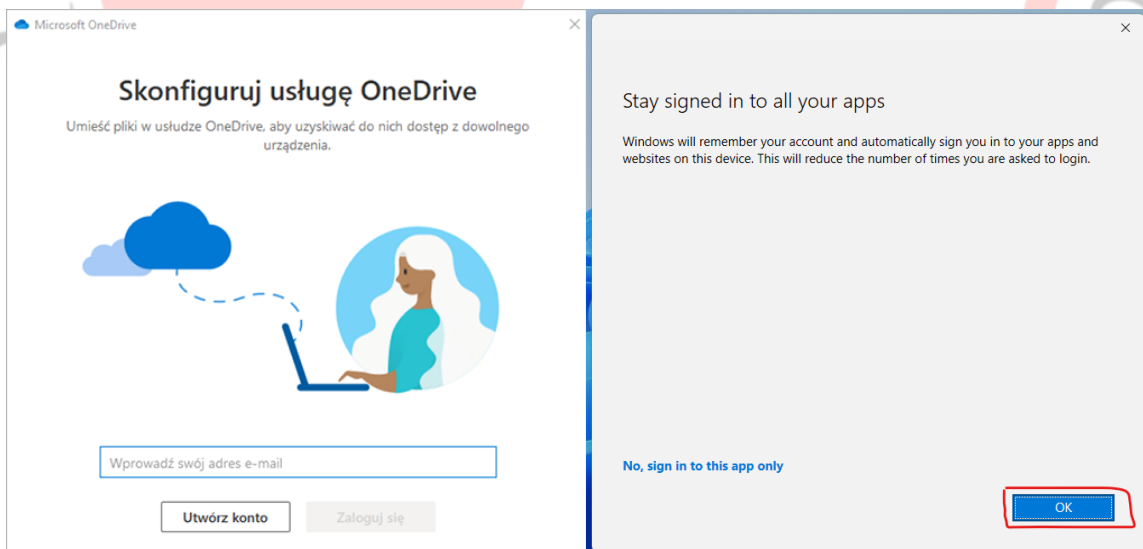 Microsoft OneDrive
Skonfiguruj usługę OneDrive
Umieść pliki w usłudze OneDrive, aby uzyskiwać do nich dostęp z dowolnego
urządzenia.
Wprowadź swój adres e-mail
Utwórz konto
Zaloguj się
Stay signed in to all your apps
Windows will remember your account and automatically sign you in to your apps and
websites on this device. This will reduce the number of times you are asked to login.
No, sign in to this app only
OK